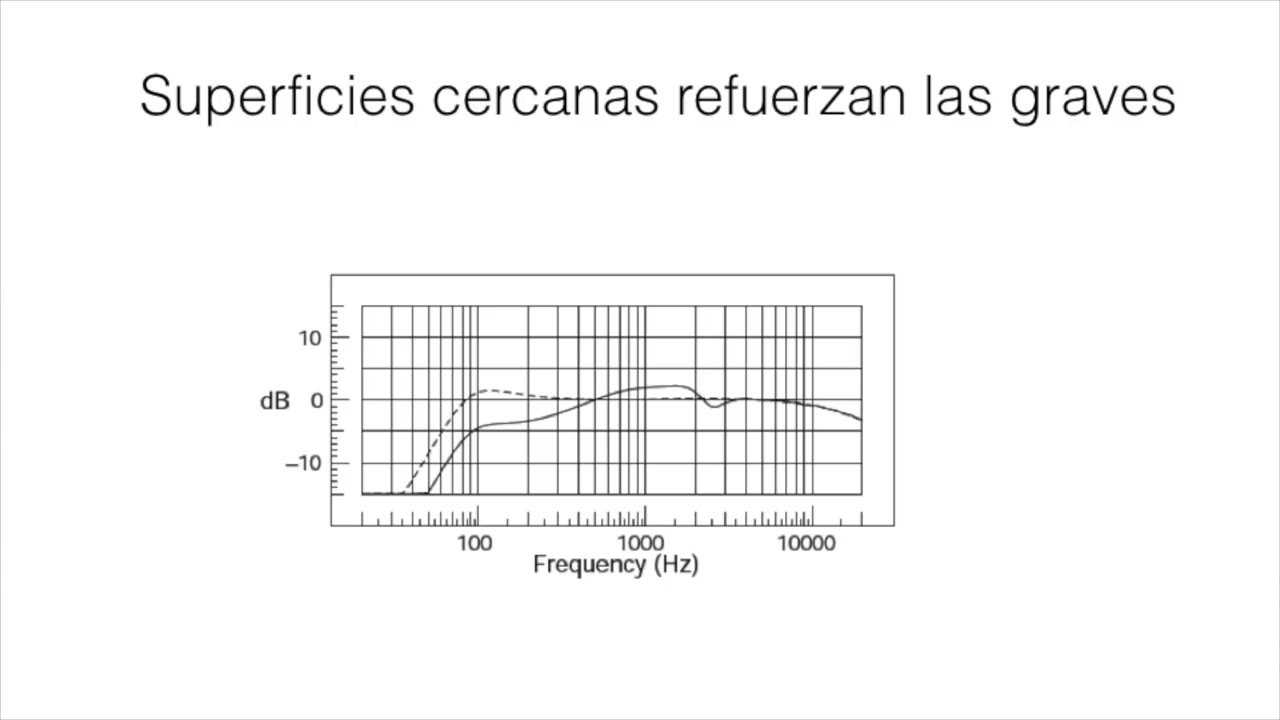 Superficies cercanas refuerzan las graves
10
dB 0
–10
100 1000 10000
Frequency (Hz)